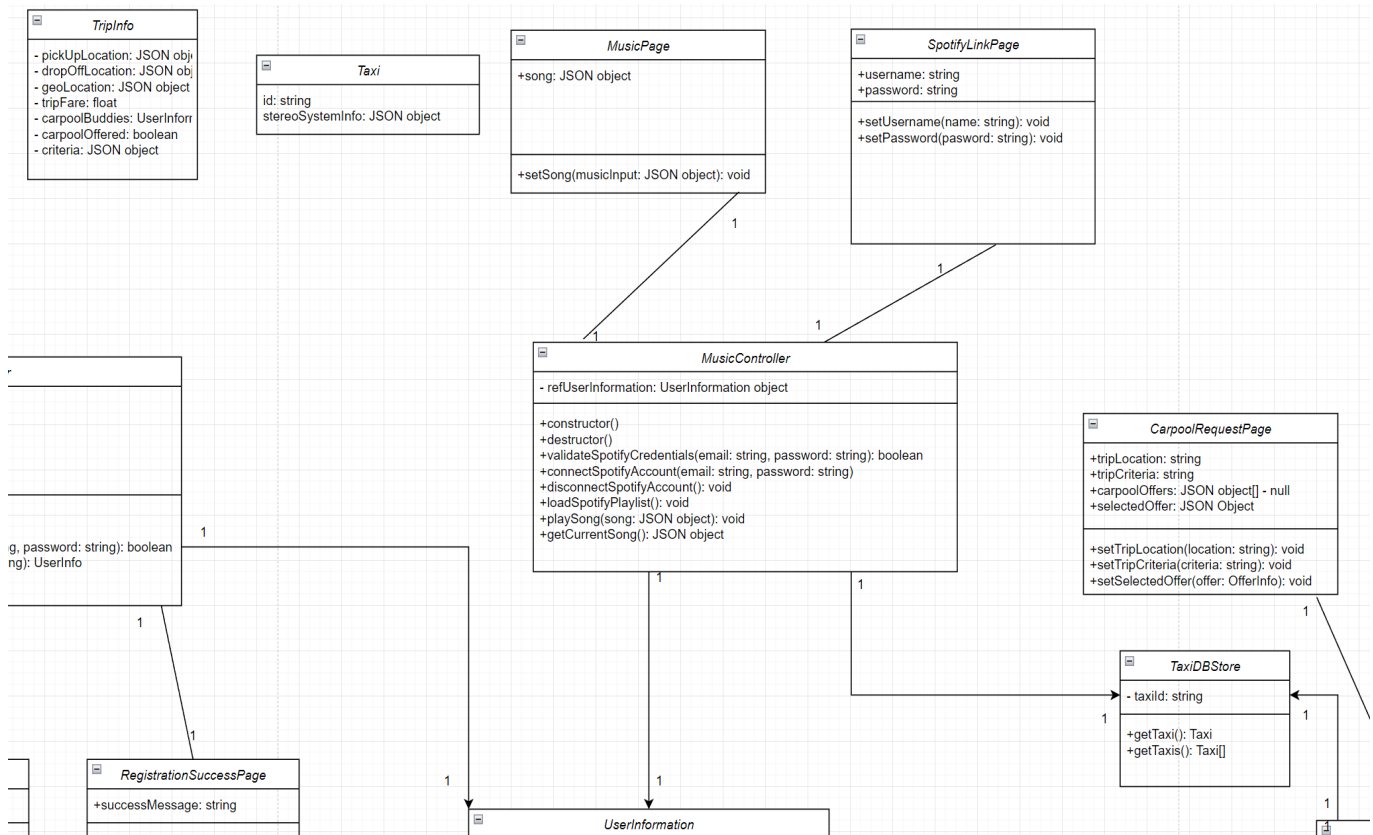 TripInfo
- pickUpLocation: JSON obj
- dropOffLocation: JSON obj
- geoLocation: JSON object
- tripFare: float
- carpoolBuddies: UserInfor
- carpoolOffered: boolean
- criteria: JSON object
Taxi
id: string
stereoSystemInfo: JSON object
MusicPage
+song: JSON object
+setSong(musicInput: JSON object): void
1
SpotifyLinkPage
+username: string
+password: string
+setUsername(name: string): void
+setPassword(pasword: string): void
1
1
1
MusicController
- refUserInformation: UserInformation object
+constructor()
+destructor()
+validateSpotifyCredentials(email: string, password: string): boolean
+connectSpotifyAccount(email: string, password: string)
+disconnectSpotifyAccount(): void
+loadSpotifyPlaylist(): void
+playSong(song: JSON object): void
+getCurrentSong(): JSON object
1
1
r
g, password: string): boolean
ng): UserInfo
1
1
1
CarpoolRequestPage
+tripLocation: string
+tripCriteria: string
+carpoolOffers: JSON object[] - null
+selectedOffer: JSON Object
+setTripLocation(location: string): void
+setTripCriteria(criteria: string): void
+setSelectedOffer(offer: OfferInfo): void
1
TaxiDBStore
- taxiId: string
+getTaxi(): Taxi
+getTaxis(): Taxi[]
1
1
1
1
RegistrationSuccessPage
+successMessage: string
1
1
UserInformation